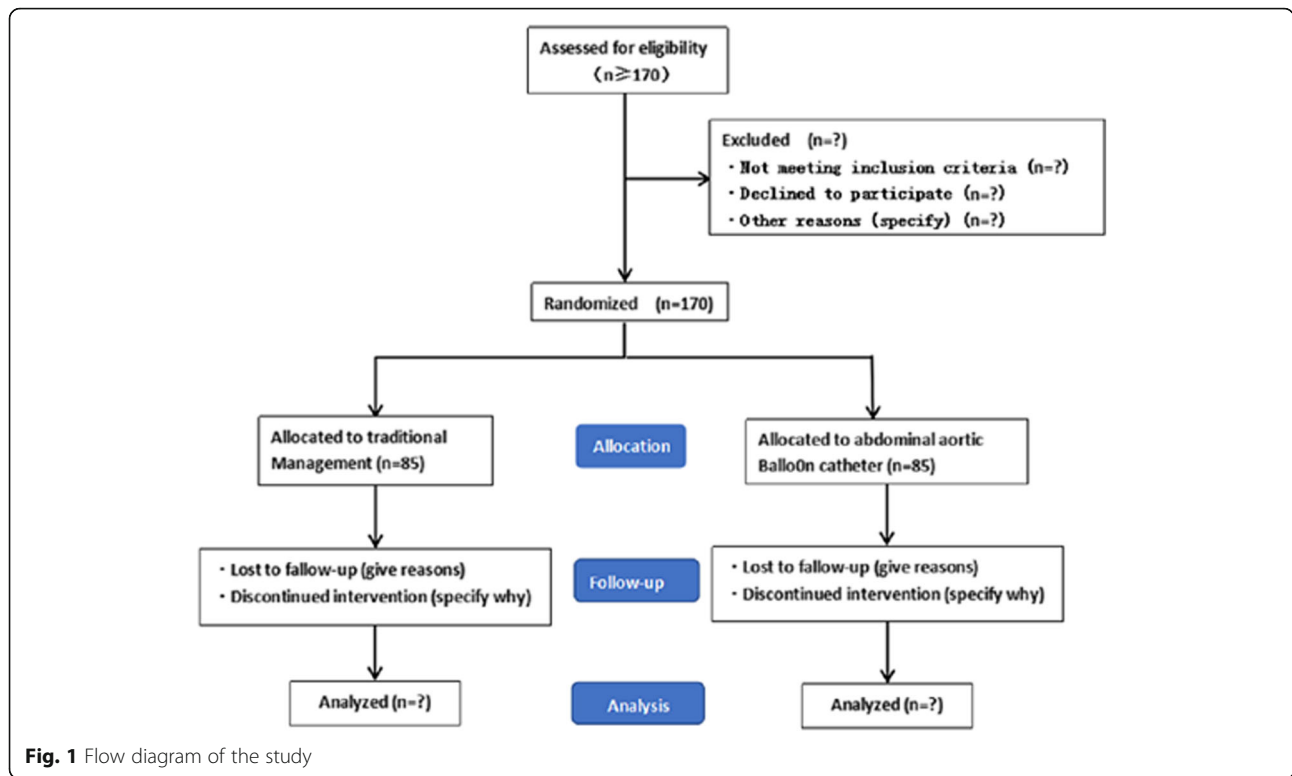 Assessed for eligibility
(n≥170)
Excluded (n=?)
· Not meeting inclusion criteria (n=?)
· Declined to participate (n=?)
· Other reasons (specify) (n=?)
Randomized (n=170)
Allocated to traditional
Management (n=85)
Allocation
Allocated to abdominal aortic
Ballo0n catheter (n=85)
· Lost to fallow-up (give reasons)
· Discontinued intervention (specify why)
Follow-up
· Lost to fallow-up (give reasons)
· Discontinued intervention (specify why)
Analyzed (n=?)
Analysis
Analyzed (n=?)
Fig. 1 Flow diagram of the study